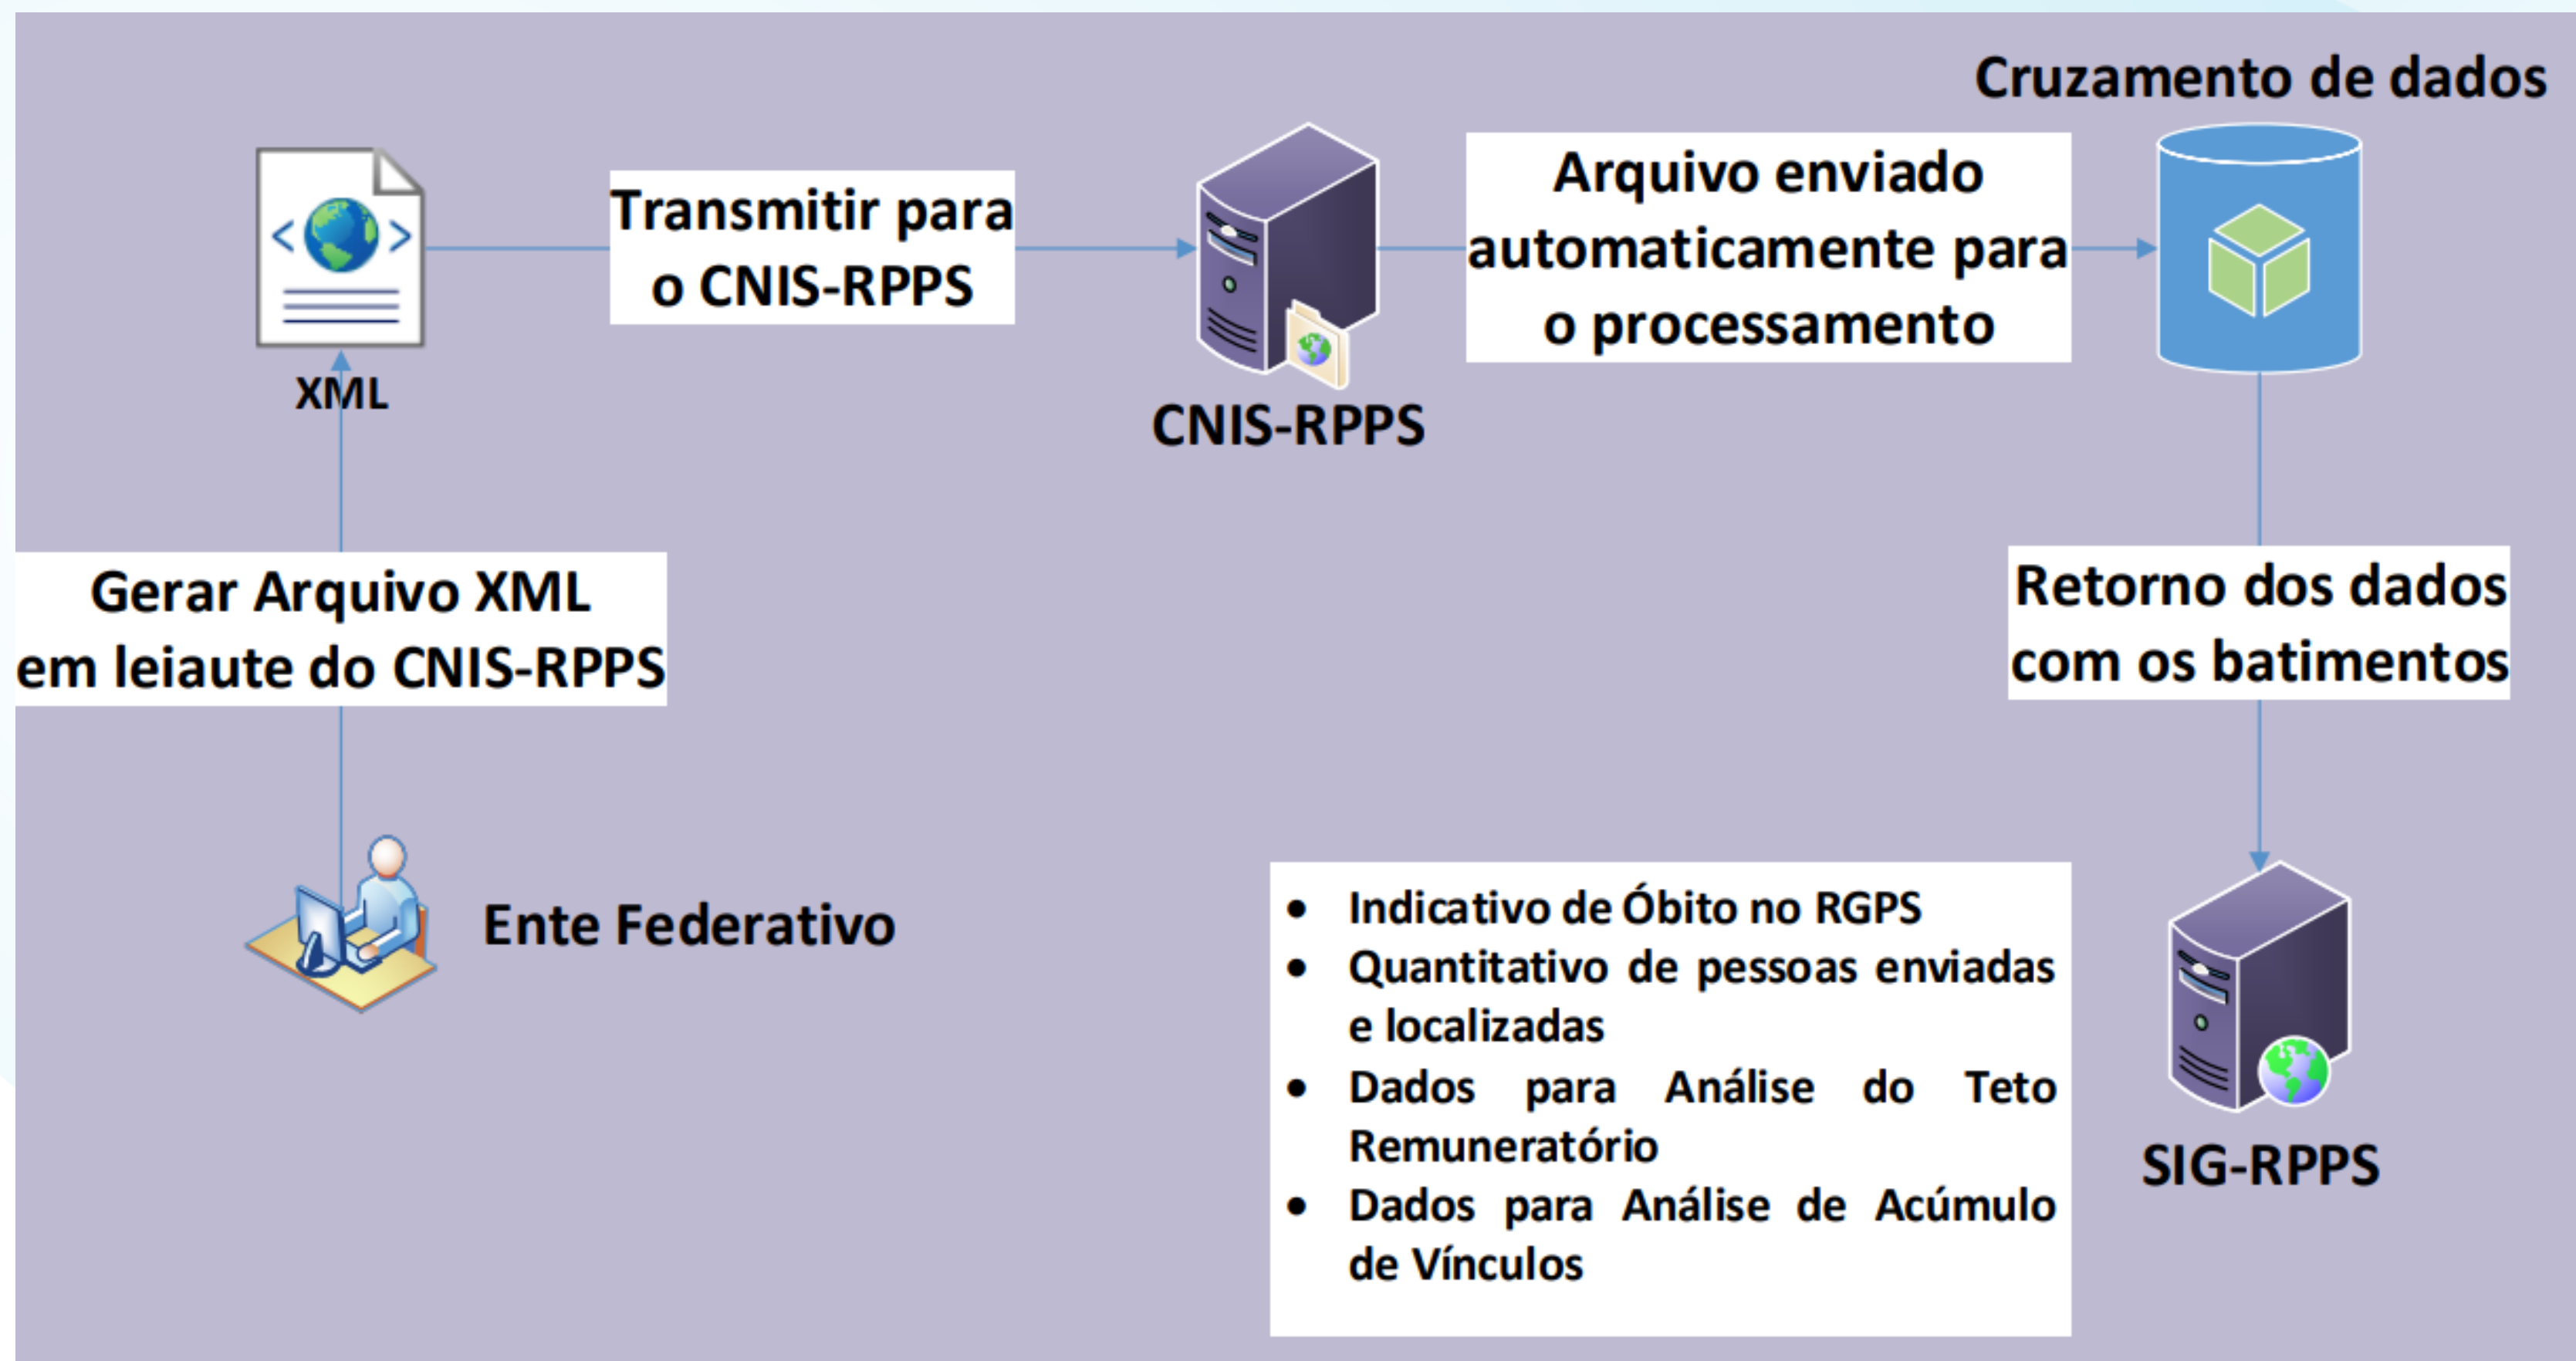 Cruzamento de dados
Transmitir para
o CNIS-RPPS
Arquivo enviado
automaticamente para
o processamento
XML
CNIS-RPPS
Gerar Arquivo XML
em leiaute do CNIS-RPPS
Retorno dos dados
com os batimentos
Ente Federativo
• Indicativo de Óbito no RGPS
• Quantitativo de pessoas enviadas
e localizadas
• Dados para Análise do Teto
Remuneratório
• Dados para Análise de Acúmulo
de Vínculos
SIG-RPPS